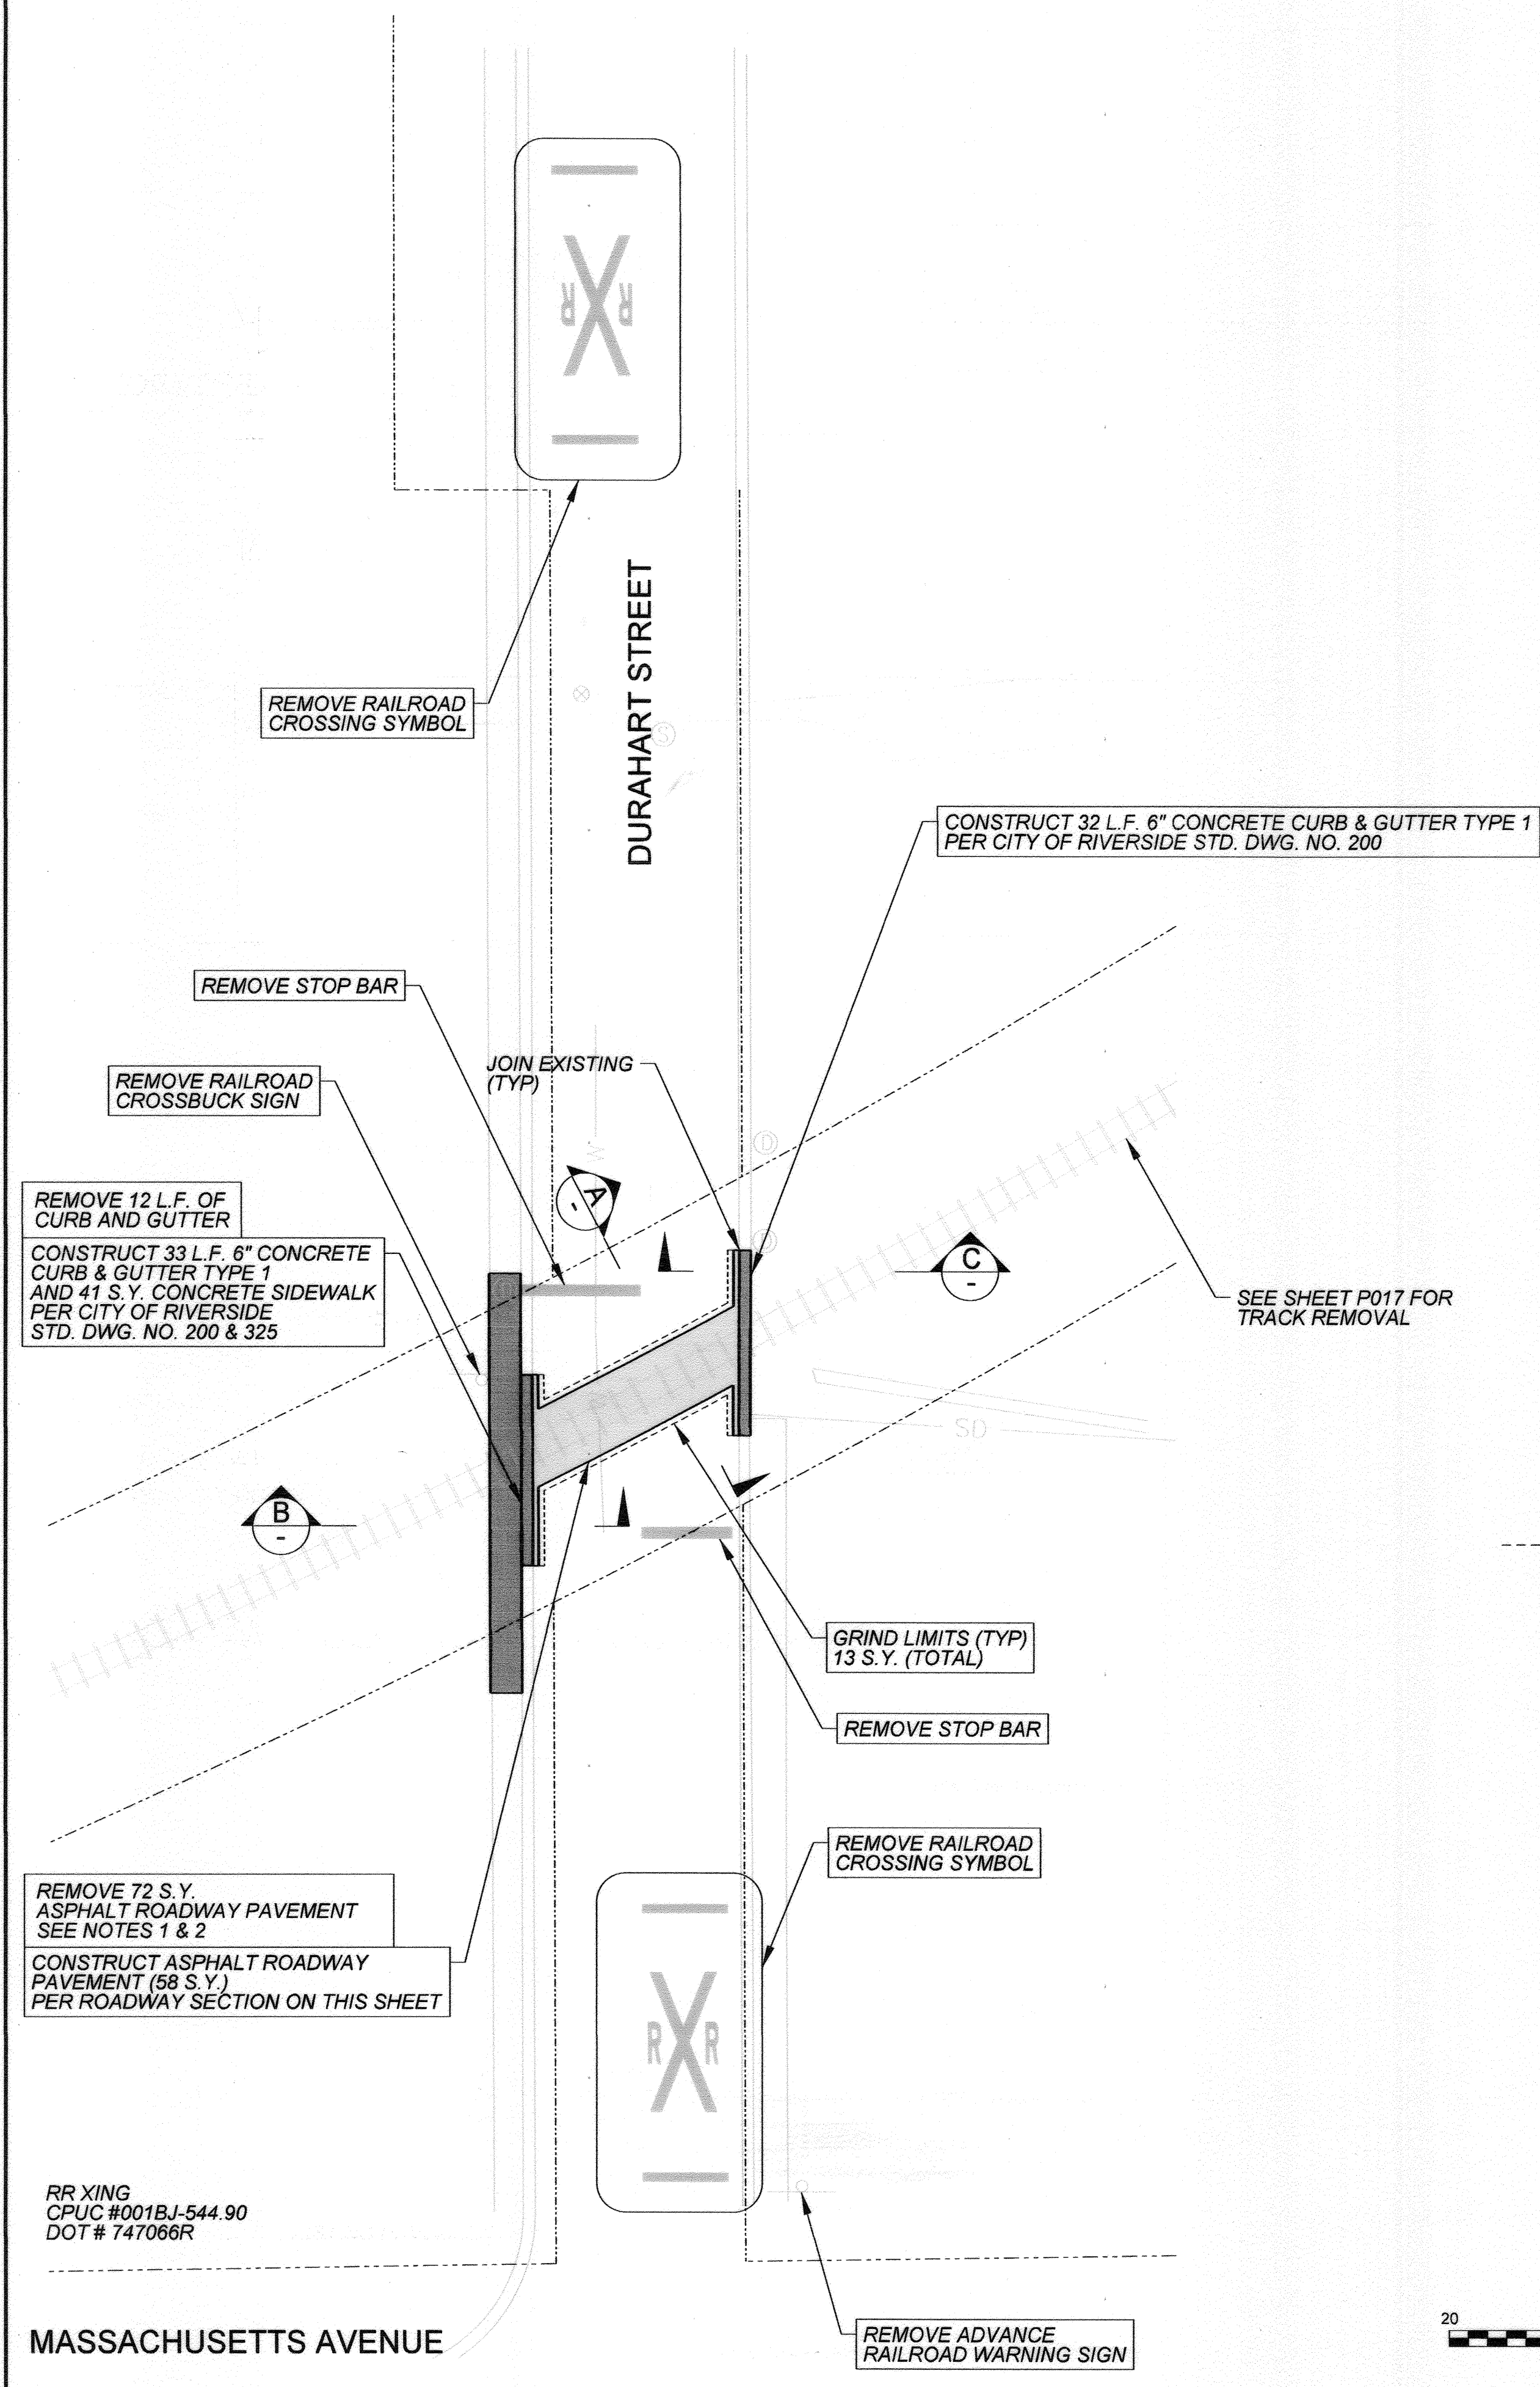 R X R
REMOVE RAILROAD
CROSSING SYMBOL
DURAHART STREET
S
CONSTRUCT 32 L.F. 6" CONCRETE CURB & GUTTER TYPE 1
PER CITY OF RIVERSIDE STD. DWG. NO. 200
REMOVE STOP BAR
JOIN EXISTING
(TYP)
REMOVE RAILROAD
CROSSBUCK SIGN
W
D
A
-
REMOVE 12 L.F. OF
CURB AND GUTTER
CONSTRUCT 33 L.F. 6" CONCRETE
CURB & GUTTER TYPE 1
AND 41 S.Y. CONCRETE SIDEWALK
PER CITY OF RIVERSIDE
STD. DWG. NO. 200 & 325
C
-
SEE SHEET P017 FOR
TRACK REMOVAL
SD
B
-
GRIND LIMITS (TYP)
13 S.Y. (TOTAL)
REMOVE STOP BAR
REMOVE RAILROAD
CROSSING SYMBOL
REMOVE 72 S.Y.
ASPHALT ROADWAY PAVEMENT
SEE NOTES 1 & 2
CONSTRUCT ASPHALT ROADWAY
PAVEMENT (58 S.Y.)
PER ROADWAY SECTION ON THIS SHEET
R X R
RR XING
CPUC #001BJ-544.90
DOT # 747066R
MASSACHUSETTS AVENUE
REMOVE ADVANCE
RAILROAD WARNING SIGN
20